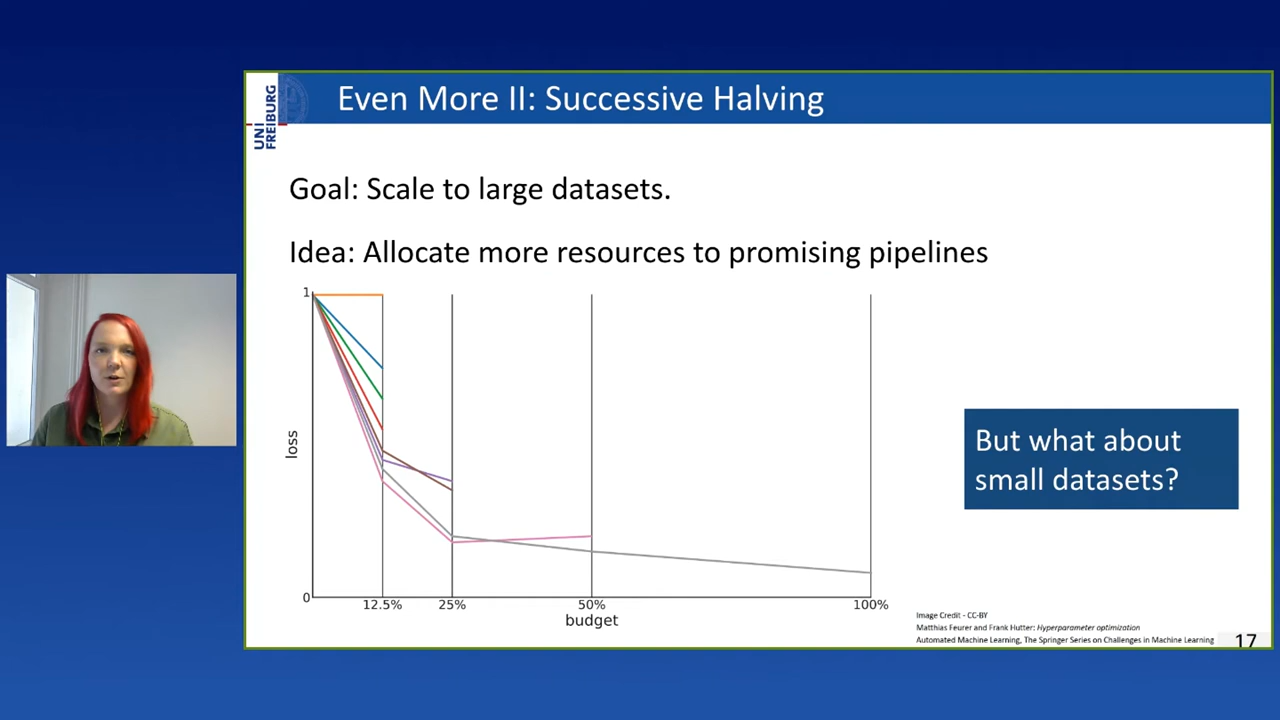 UNI
FREIBURG
Even More II: Successive Halving
Goal: Scale to large datasets.
Idea: Allocate more resources to promising pipelines
1
loss
0
12.5%
25%
50%
100%
budget
But what about
small datasets?
Image Credit - CC-BY
Matthias Feurer and Frank Hutter: Hyperparameter optimization
Automated Machine Learning, The Springer Series on Challenges in Machine Learning
17